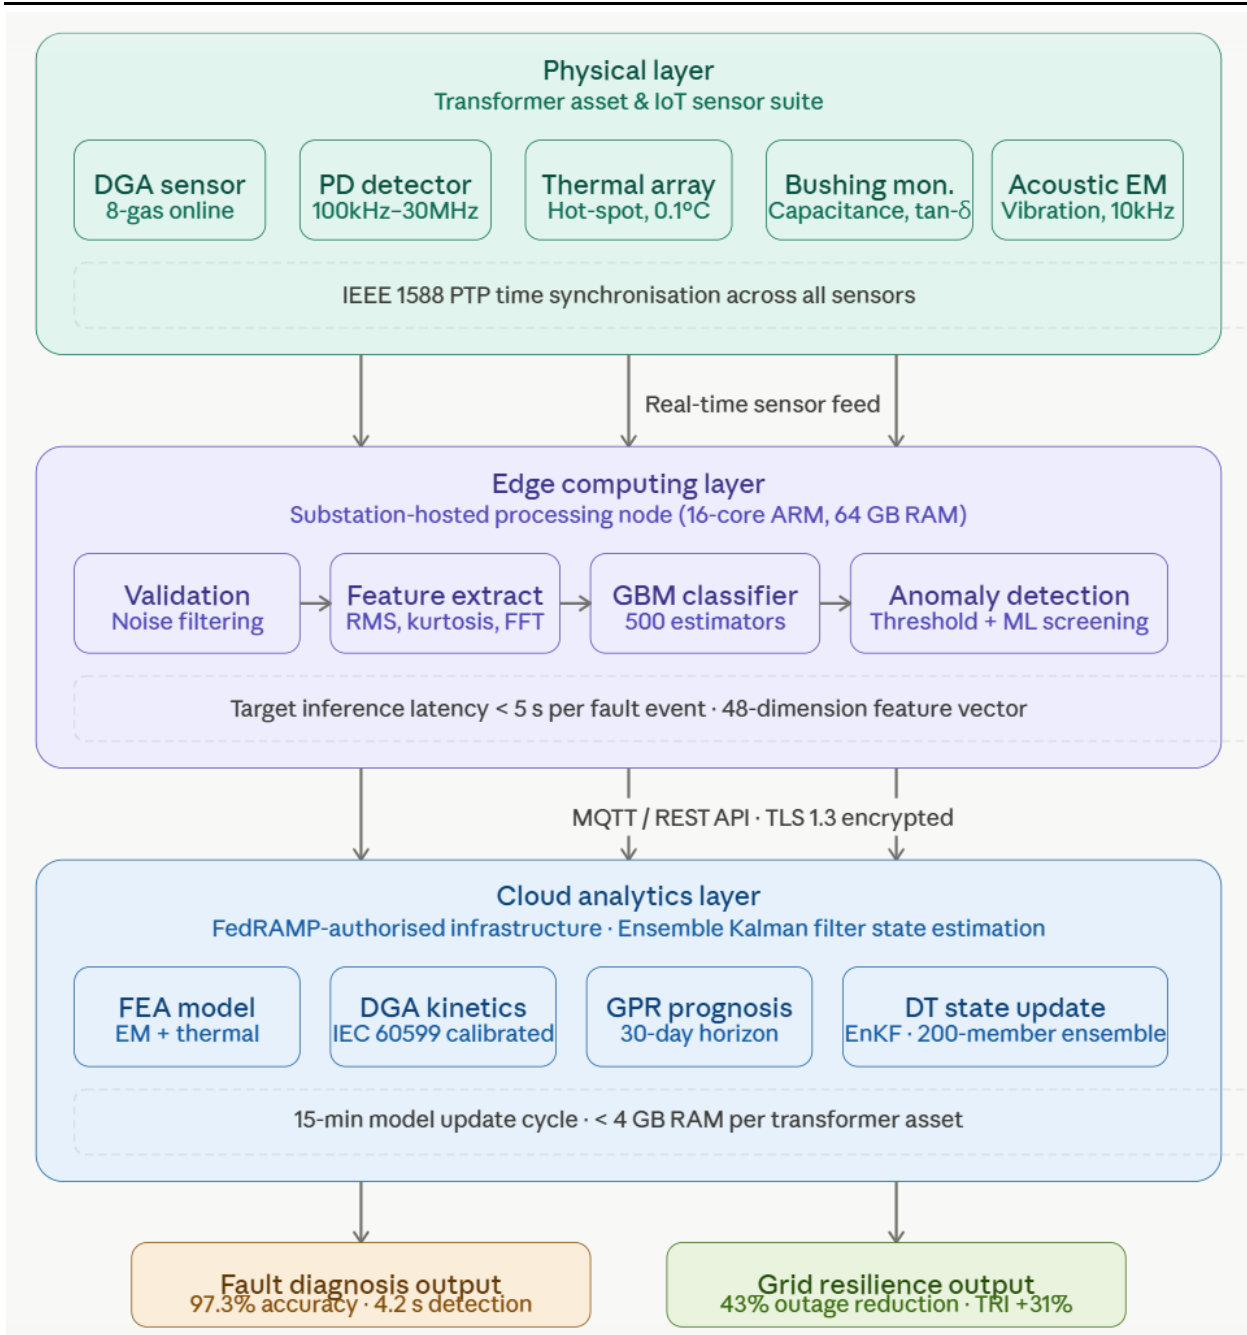 Physical layer
Transformer asset & IoT sensor suite
DGA sensor
8-gas online
PD detector
100kHz–30MHz
Thermal array
Hot-spot, 0.1°C
Bushing mon.
Capacitance, tan-δ
Acoustic EM
Vibration, 10kHz
IEEE 1588 PTP time synchronisation across all sensors
Real-time sensor feed
Edge computing layer
Substation-hosted processing node (16-core ARM, 64 GB RAM)
Validation
Noise filtering
Feature extract
RMS, kurtosis, FFT
GBM classifier
500 estimators
Anomaly detection
Threshold + ML screening
Target inference latency < 5 s per fault event · 48-dimension feature vector
MQTT / REST API · TLS 1.3 encrypted
Cloud analytics layer
FedRAMP-authorised infrastructure · Ensemble Kalman filter state estimation
FEA model
EM + thermal
DGA kinetics
IEC 60599 calibrated
GPR prognosis
30-day horizon
DT state update
EnKF · 200-member ensemble
15-min model update cycle · < 4 GB RAM per transformer asset
Fault diagnosis output
97.3% accuracy · 4.2 s detection
Grid resilience output
43% outage reduction · TRI +31%